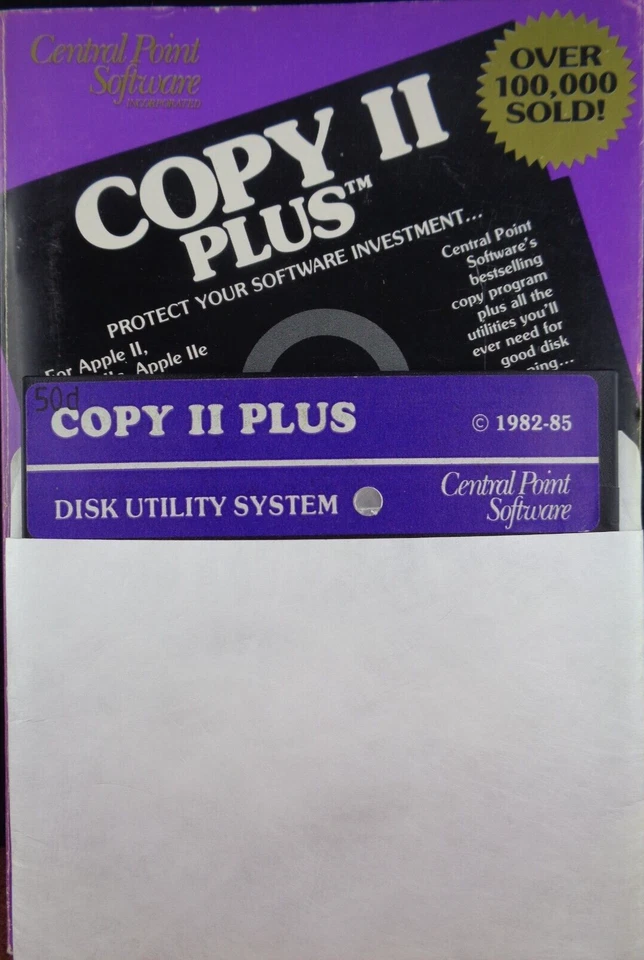 Central Point
Software
INCORPORATED
OVER
100,000
SOLD!
COPY II
PLUS™
PROTECT YOUR SOFTWARE INVESTMENT...
Central Point
Software's
bestselling
copy program
plus all the
utilities you'll
ever need for
good disk
For Apple II,
Apple IIe
50d
COPY II PLUS
© 1982-85
DISK UTILITY SYSTEM
Central Point
Software